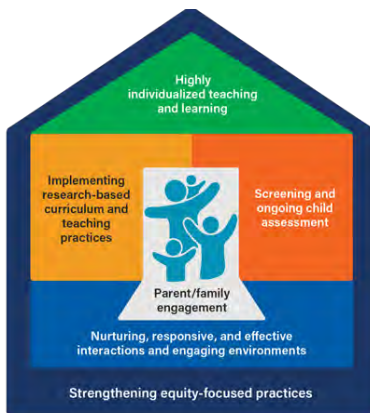 Highly
individualized teaching
and learning
Implementing
research-based
curriculum and
teaching
practices
Screening and
ongoing child
assessment
Parent/family
engagement
Nurturing, responsive, and effective
interactions and engaging environments
Strengthening equity-focused practices